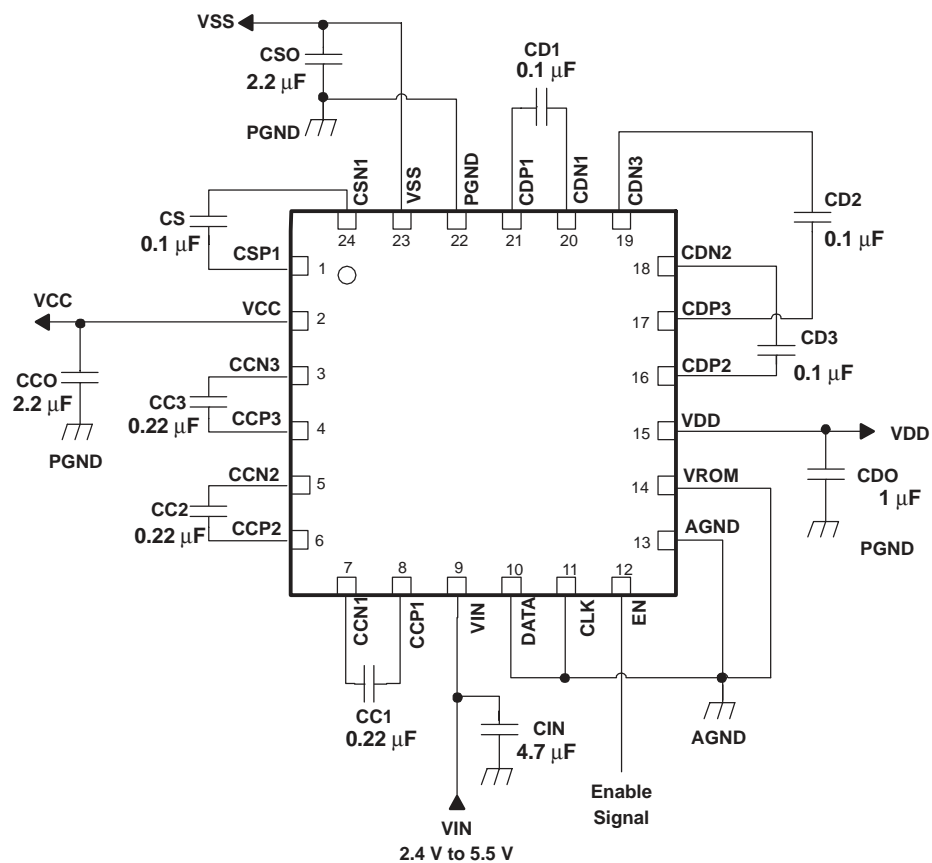 VSS
CSO
2.2 μF
PGND
CD1
0.1 μF
CSN1
VSS
PGND
CDP1
CDN1
CDN3
CS
0.1 μF
CD2
0.1 μF
24
23
22
21
20
19
CSP1
1
18
CDN2
VCC
VCC
2
17
CDP3
CD3
0.1 μF
CCO
2.2 μF
PGND
CCN3
3
16
CDP2
CC3
0.22 μF
CCP3
4
15
VDD
VDD
CCN2
5
14
VROM
CDO
1 μF
PGND
CC2
0.22 μF
CCP2
6
13
AGND
7
8
9
10
11
12
CCN1
CCP1
VIN
DATA
CLK
EN
CC1
0.22 μF
CIN
4.7 μF
AGND
Enable
Signal
VIN
2.4 V to 5.5 V